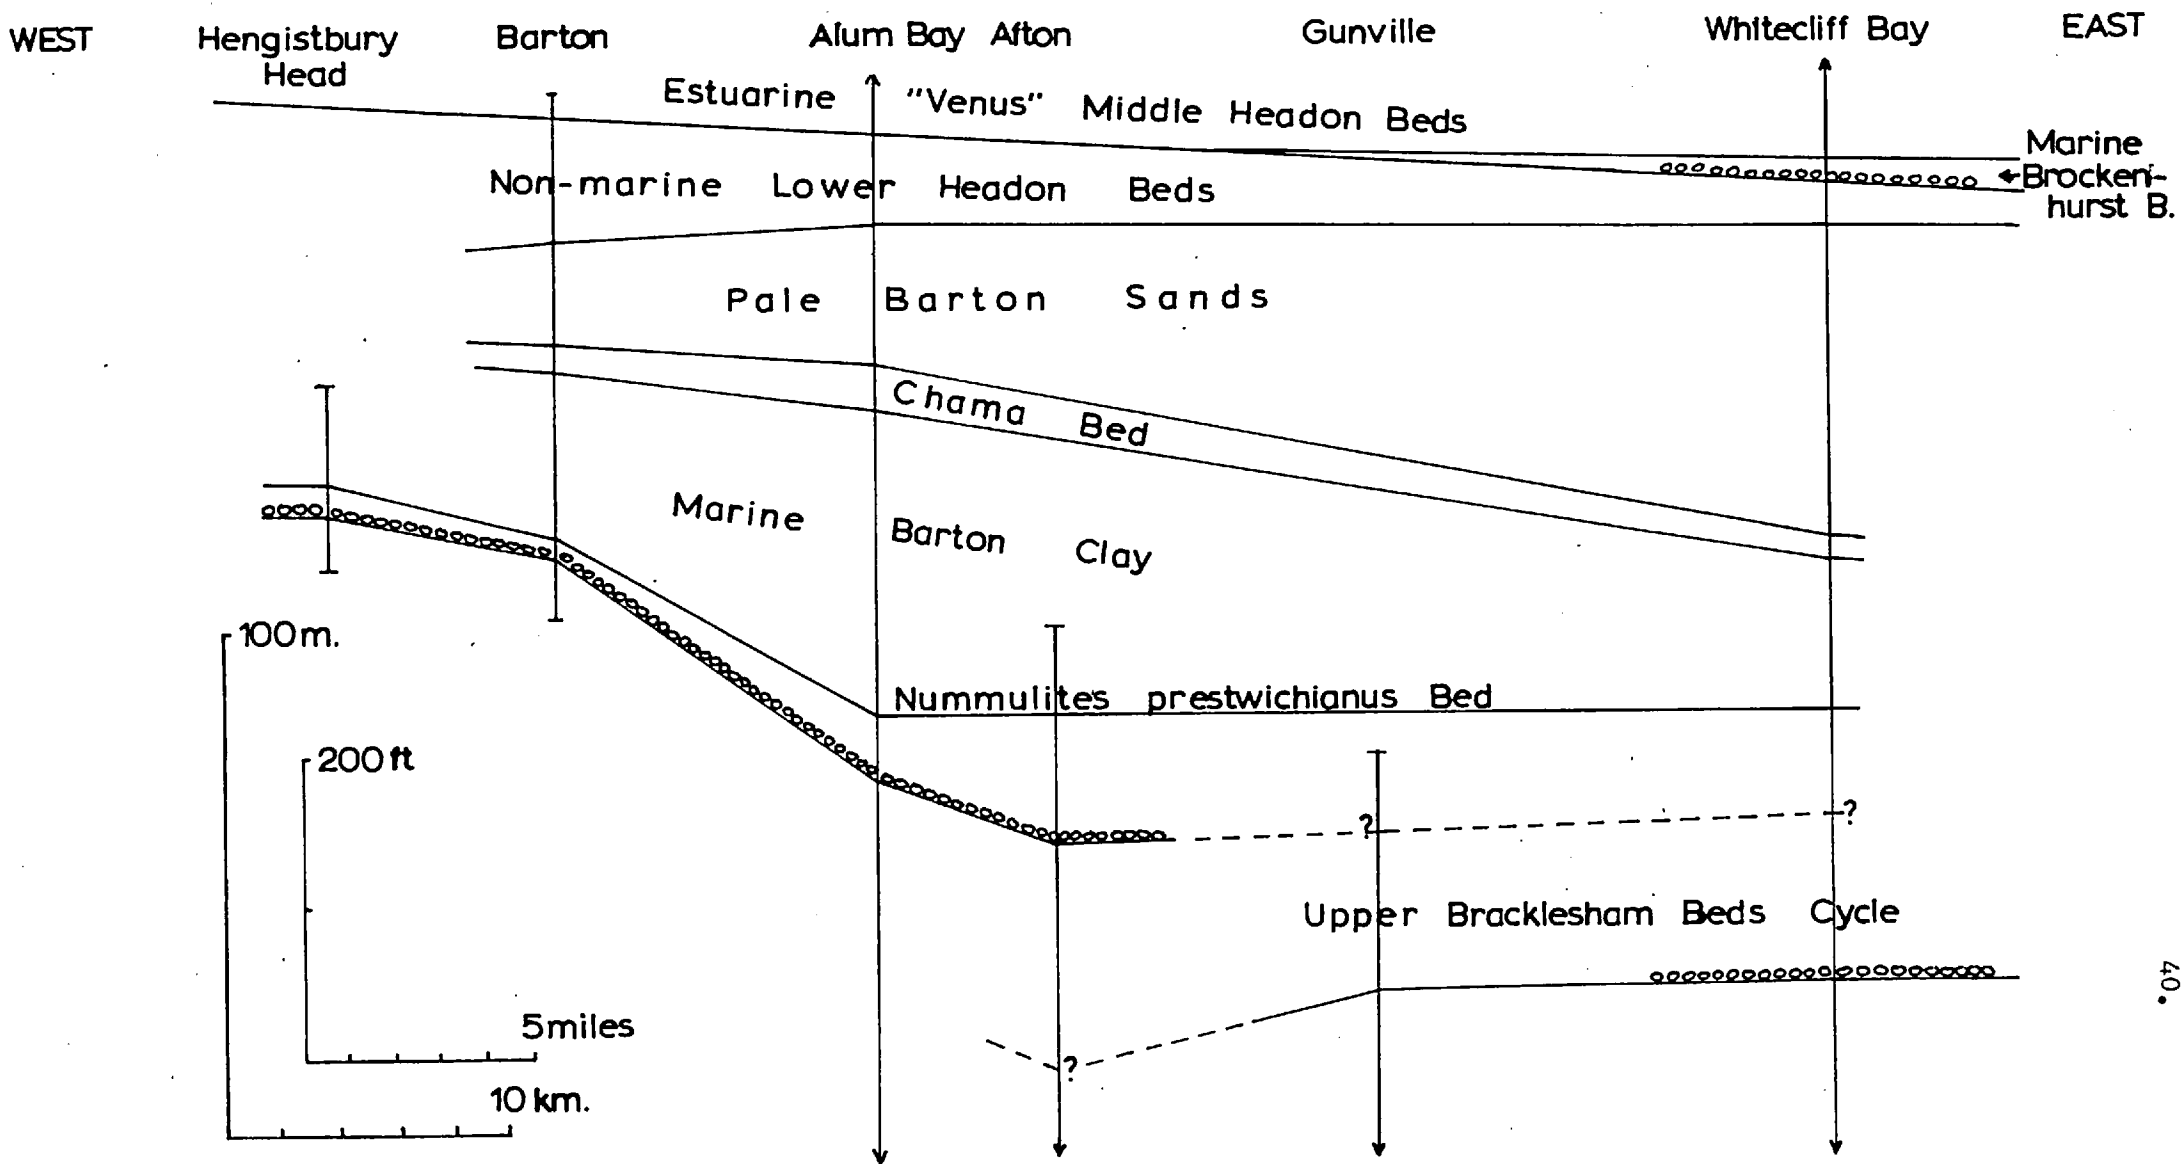 WEST
Hengistbury
Head
Barton
Alum Bay
Afton
Gunville
Whitecliff Bay
EAST
Estuarine "Venus" Middle Headon Beds
Marine
Brocken-
hurst B.
Non-marine Lower Headon Beds
Pale Barton Sands
Chama Bed
Marine Barton Clay
100m.
Nummulites prestwichianus Bed
200 ft
?
?
Upper Bracklesham Beds Cycle
5miles
?
10 km.
40.